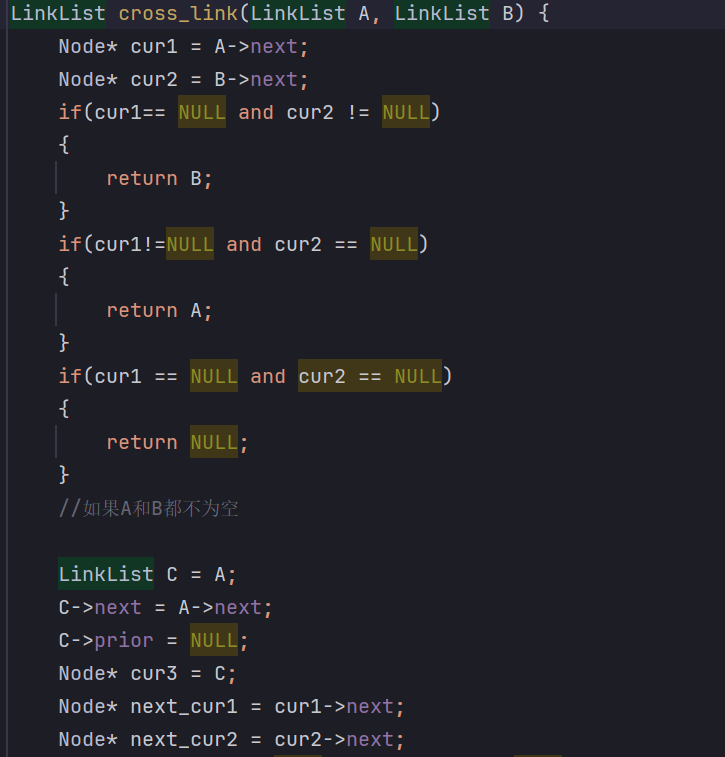 LinkList cross_link(LinkList A, LinkList B) {
    Node* cur1 = A->next;
    Node* cur2 = B->next;
    if(cur1== NULL and cur2 != NULL)
    {
        return B;
    }
    if(cur1!=NULL and cur2 == NULL)
    {
        return A;
    }
    if(cur1 == NULL and cur2 == NULL)
    {
        return NULL;
    }
    //如果A和B都不为空
    LinkList C = A;
    C->next = A->next;
    C->prior = NULL;
    Node* cur3 = C;
    Node* next_cur1 = cur1->next;
    Node* next_cur2 = cur2->next;